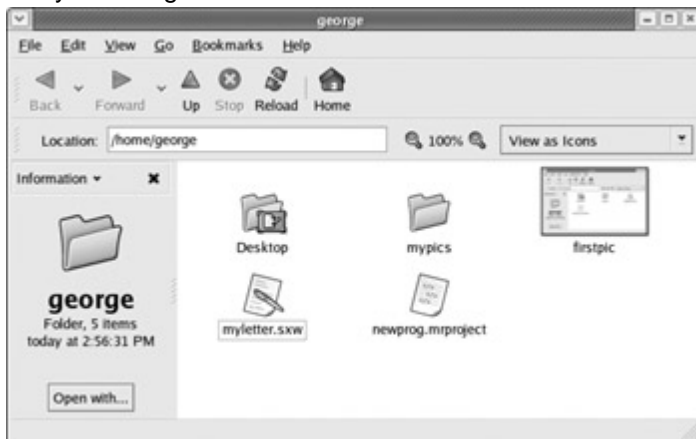 george
File Edit View Go Bookmarks Help
Back Forward Up Stop Reload Home
Location: /home/george 100% View as Icons
Information
george
Folder, 5 items
today at 2:56:31 PM
Open with...
Desktop mypics firstpic
myletter.sxw newprog.mrproject